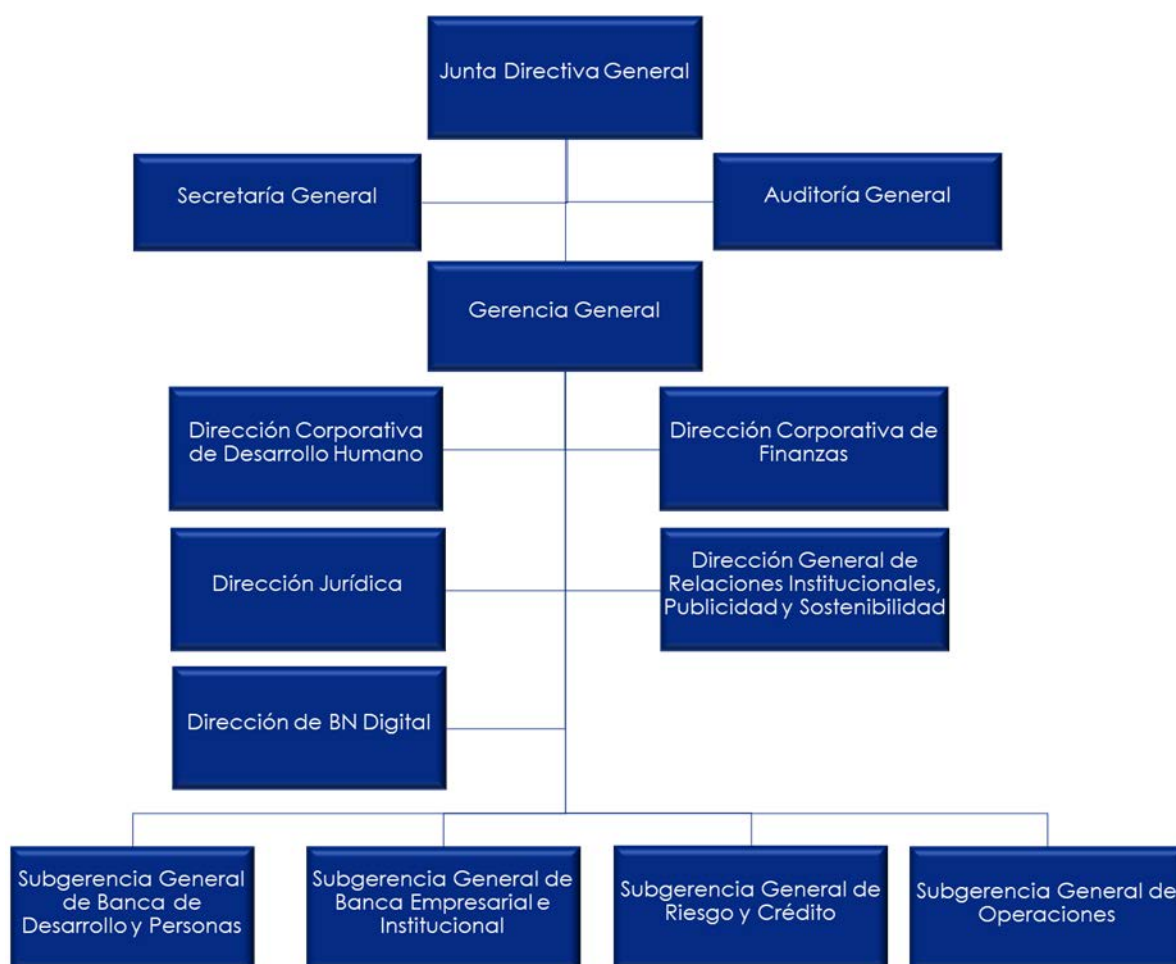 Junta Directiva General
Secretaría General
Auditoría General
Gerencia General
Dirección Corporativa
de Desarrollo Humano
Dirección Corporativa de
Finanzas
Dirección Jurídica
Dirección General de
Relaciones Institucionales,
Publicidad y Sostenibilidad
Dirección de BN Digital
Subgerencia General
de Banca de
Desarrollo y Personas
Subgerencia General de
Banca Empresarial e
Institucional
Subgerencia General de
Riesgo y Crédito
Subgerencia General de
Operaciones